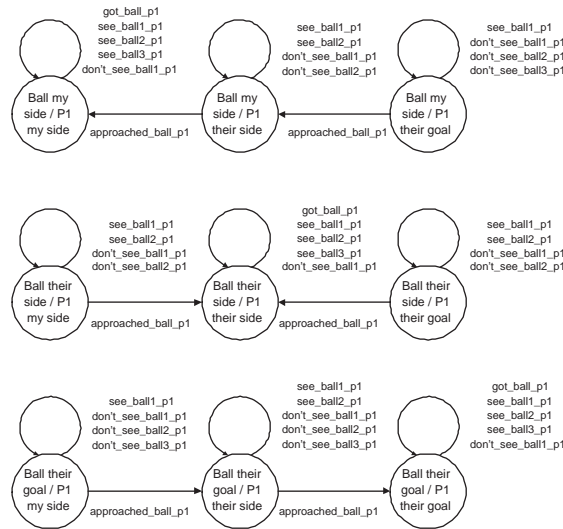 got_ball_p1
see_ball1_p1
see_ball2_p1
see_ball3_p1
don't_see_ball1_p1
Ball my
side / P1
my side
approached_ball_p1
see_ball1_p1
see_ball2_p1
don't_see_ball1_p1
don't_see_ball2_p1
Ball my
side / P1
their side
approached_ball_p1
see_ball1_p1
don't_see_ball1_p1
don't_see_ball2_p1
don't_see_ball3_p1
Ball my
side / P1
their goal
see_ball1_p1
see_ball2_p1
don't_see_ball1_p1
don't_see_ball2_p1
Ball their
side / P1
my side
approached_ball_p1
got_ball_p1
see_ball1_p1
see_ball2_p1
see_ball3_p1
don't_see_ball1_p1
Ball their
side / P1
their side
approached_ball_p1
see_ball1_p1
see_ball2_p1
don't_see_ball1_p1
don't_see_ball2_p1
Ball their
side / P1
their goal
see_ball1_p1
don't_see_ball1_p1
don't_see_ball2_p1
don't_see_ball3_p1
Ball their
goal / P1
my side
approached_ball_p1
see_ball1_p1
see_ball2_p1
don't_see_ball1_p1
don't_see_ball2_p1
don't_see_ball3_p1
Ball their
goal / P1
their side
approached_ball_p1
got_ball_p1
see_ball1_p1
see_ball2_p1
see_ball3_p1
don't_see_ball1_p1
Ball their
goal / P1
their goal